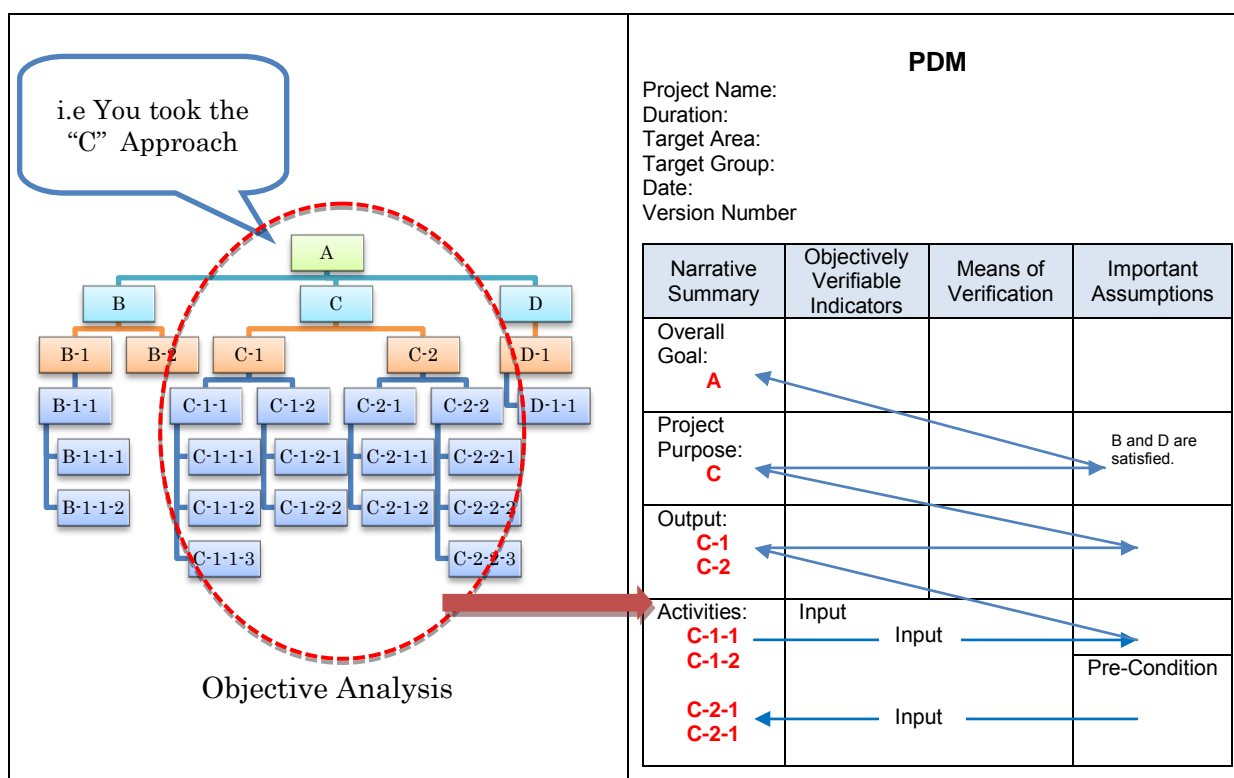 i.e You took the
“C” Approach
A
B
C
D
B-1
B-2
C-1
C-2
D-1
B-1-1
C-1-1
C-1-2
C-2-1
C-2-2
D-1-1
B-1-1-1
C-1-1-1
C-1-2-1
C-2-1-1
C-2-2-1
B-1-1-2
C-1-1-2
C-1-2-2
C-2-1-2
C-2-2-2
C-1-1-3
C-2-2-3
Objective Analysis
PDM
Project Name:
Duration:
Target Area:
Target Group:
Date:
Version Number
Narrative
Summary
Objectively
Verifiable
Indicators
Means of
Verification
Important
Assumptions
Overall
Goal:
A
Project
Purpose:
C
B and D are
satisfied.
Output:
C-1
C-2
Activities:
C-1-1
C-1-2
C-2-1
C-2-1
Input
Input
Pre-Condition
Input